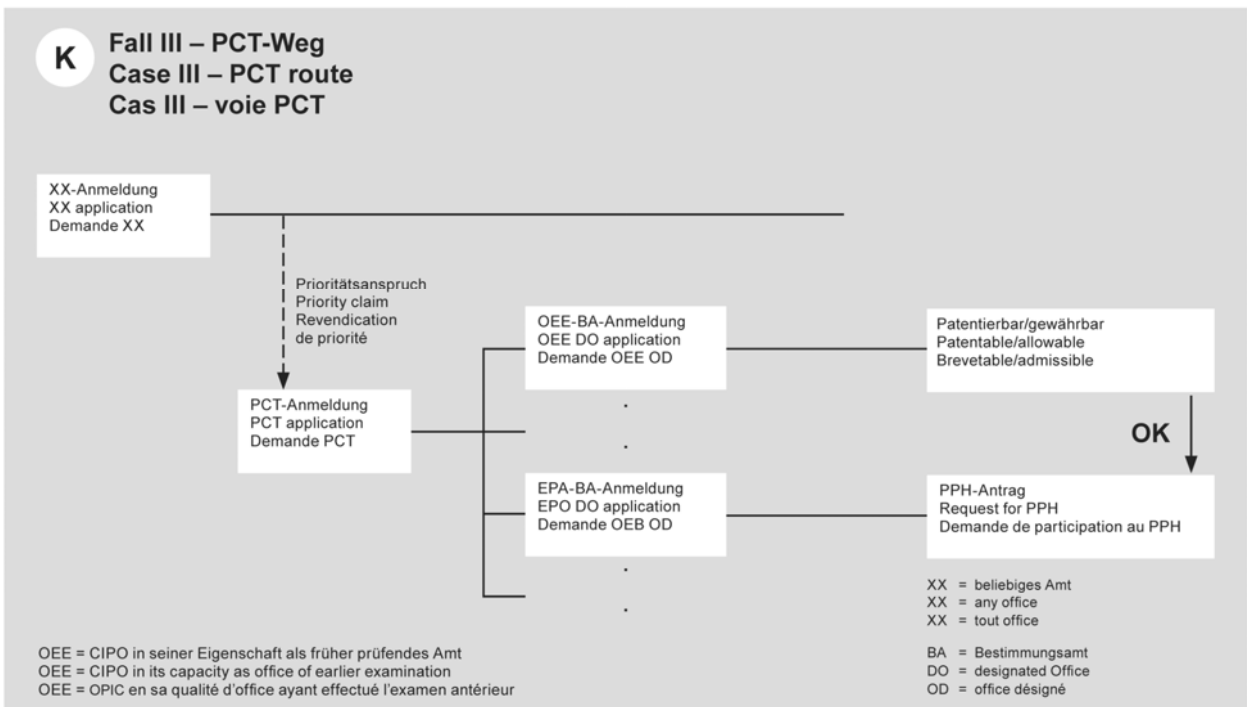 K
Fall III – PCT-Weg
Case III – PCT route
Cas III – voie PCT
XX-Anmeldung
XX application
Demande XX
Prioritätsanspruch
Priority claim
Revendication
de priorité
PCT-Anmeldung
PCT application
Demande PCT
OEE-BA-Anmeldung
OEE DO application
Demande OEE OD
Patentierbar/gewährbar
Patentable/allowable
Brevetable/admissible
OK
EPA-BA-Anmeldung
EPO DO application
Demande OEB OD
PPH-Antrag
Request for PPH
Demande de participation au PPH
XX = beliebiges Amt
XX = any office
XX = tout office
BA = Bestimmungsamt
DO = designated Office
OD = office désigné
OEE = CIPO in seiner Eigenschaft als früher prüfendes Amt
OEE = CIPO in its capacity as office of earlier examination
OEE = OPIC en sa qualité d'office ayant effectué l'examen antérieur